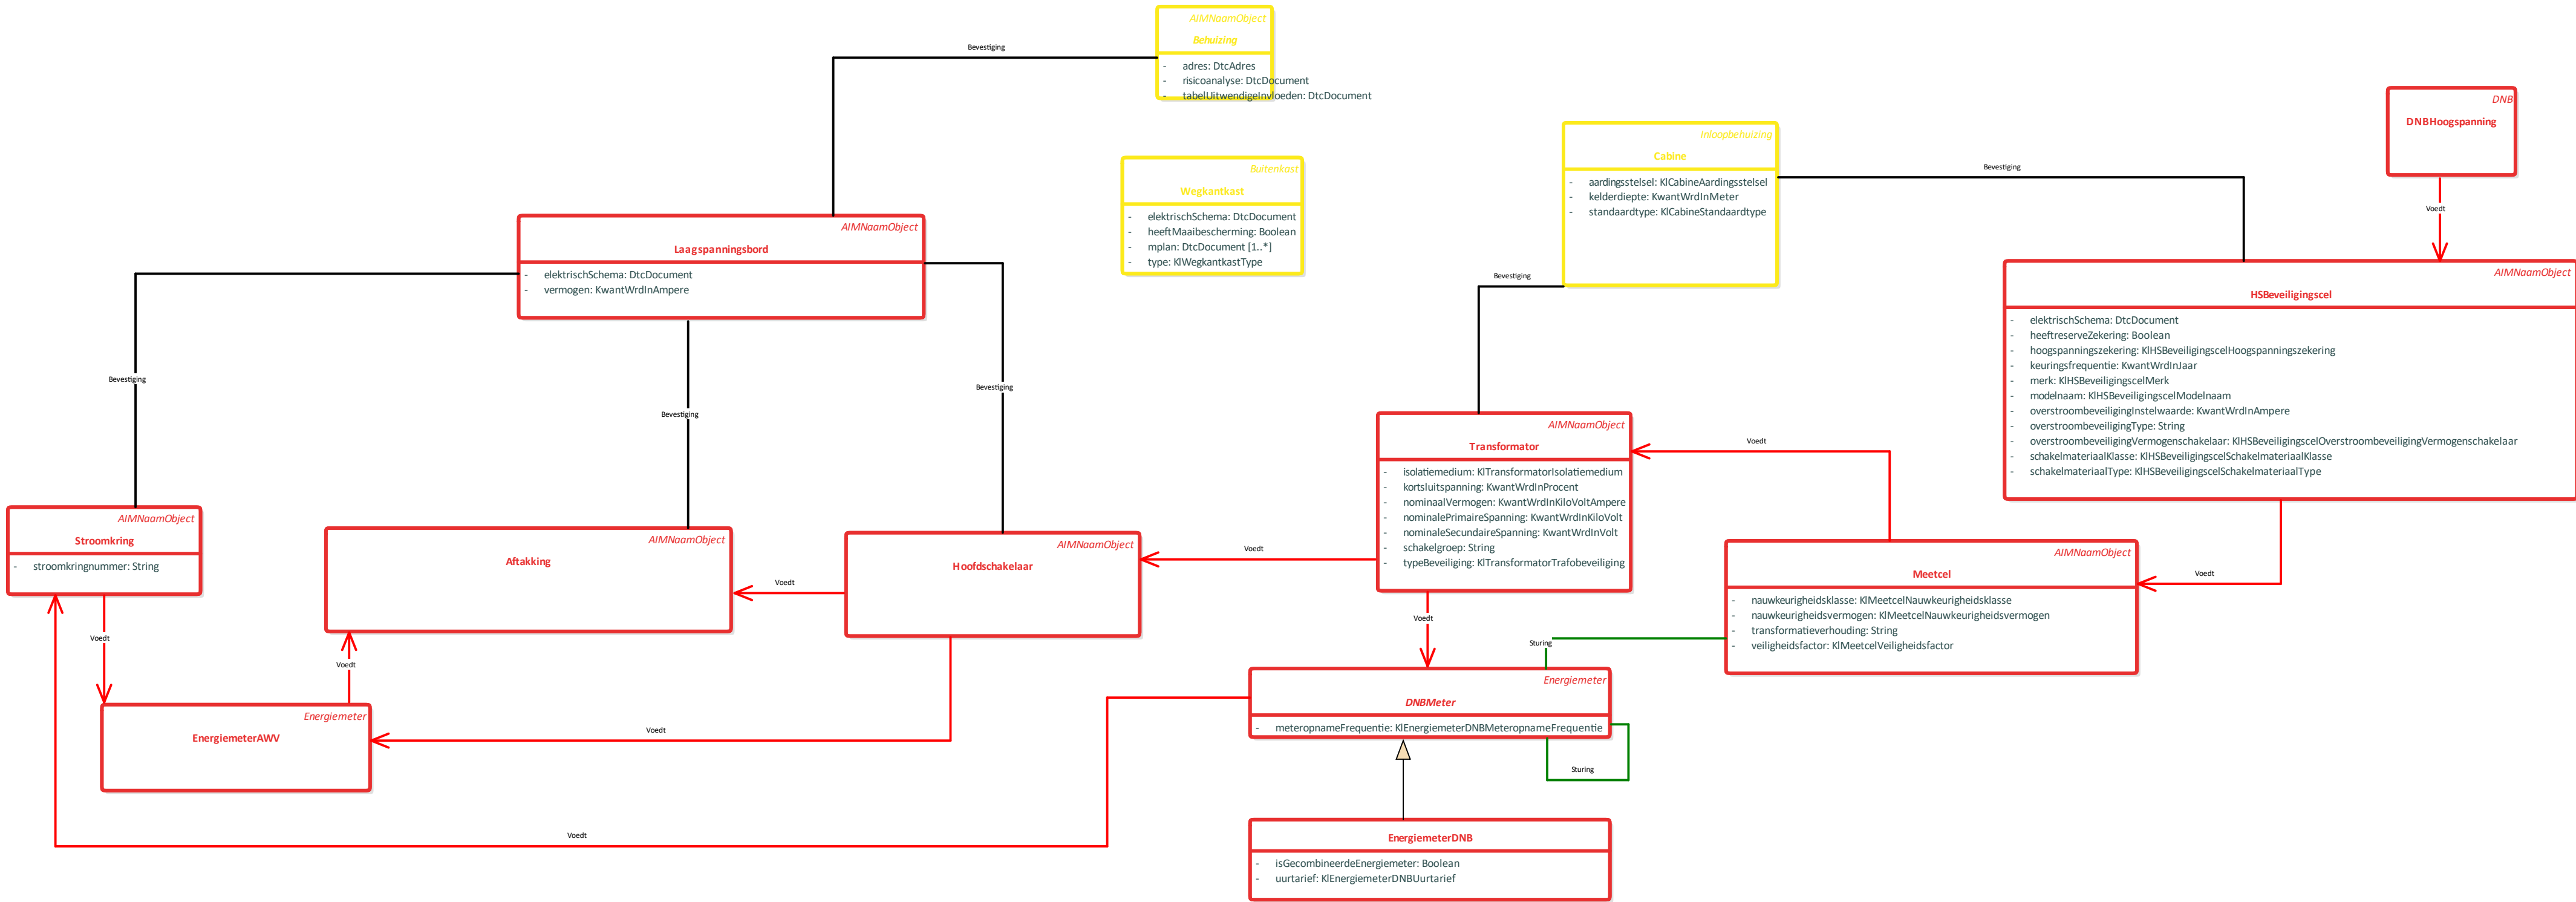 AIMNaamObject
Behuizing
- adres: DtcAdres
- risicoanalyse: DtcDocument
- tabelUitwendigeInvloeden: DtcDocument
Bevestiging
DNB
DNBHoogspanning
Voedt
Inloopbehuizing
Cabine
- aardingsstelsel: KlCabineAardingsstelsel
- kelderdiepte: KwantWrdInMeter
- standaardtype: KlCabineStandaardtype
Bevestiging
Bevestiging
Buitenkast
Wegkantkast
- elektrischSchema: DtcDocument
- heeftMaaibescherming: Boolean
- mplan: DtcDocument [1..*]
- type: KlWegkantkastType
AIMNaamObject
Laagspanningsbord
- elektrischSchema: DtcDocument
- vermogen: KwantWrdInAmpere
Bevestiging
Bevestiging
Bevestiging
AIMNaamObject
HSBeveiligingscel
- elektrischSchema: DtcDocument
- heeftreserveZekering: Boolean
- hoogspanningszekering: KlHSBeveiligingscelHoogspanningszekering
- keuringsfrequentie: KwantWrdInJaar
- merk: KlHSBeveiligingscelMerk
- modelnaam: KlHSBeveiligingscelModelnaam
- overstroombeveiligingInstelwaarde: KwantWrdInAmpere
- overstroombeveiligingType: String
- overstroombeveiligingVermogenschakelaar: KlHSBeveiligingscelOverstroombeveiligingVermogenschakelaar
- schakelmateriaalKlasse: KlHSBeveiligingscelSchakelmateriaalKlasse
- schakelmateriaalType: KlHSBeveiligingscelSchakelmateriaalType
AIMNaamObject
Transformator
- isolatiemedium: KlTransformatorIsolatiemedium
- kortsluitspanning: KwantWrdInProcent
- nominaalVermogen: KwantWrdInKiloVoltAmpere
- nominalePrimaireSpanning: KwantWrdInKiloVolt
- nominaleSecundaireSpanning: KwantWrdInVolt
- schakelgroep: String
- typeBeveiliging: KlTransformatorTrafobeveiliging
Voedt
Voedt
Voedt
Voedt
AIMNaamObject
Meetcel
- nauwkeurigheidsklasse: KlMeetcelNauwkeurigheidsklasse
- nauwkeurigheidsvermogen: KlMeetcelNauwkeurigheidsvermogen
- transformatieverhouding: String
- veiligheidsfactor: KlMeetcelVeiligheidsfactor
AIMNaamObject
Stroomkring
- stroomkringnummer: String
AIMNaamObject
Aftakking
AIMNaamObject
Hoofdschakelaar
Voedt
Voedt
Voedt
Voedt
Sturing
Energiemeter
EnergiemeterAWV
Energiemeter
DNBMeter
- meteropnameFrequentie: KlEnergiemeterDNBMeteropnameFrequentie
Sturing
Voedt
EnergiemeterDNB
- isGecombineerdeEnergiemeter: Boolean
- uurtarief: KlEnergiemeterDNBUurtarief